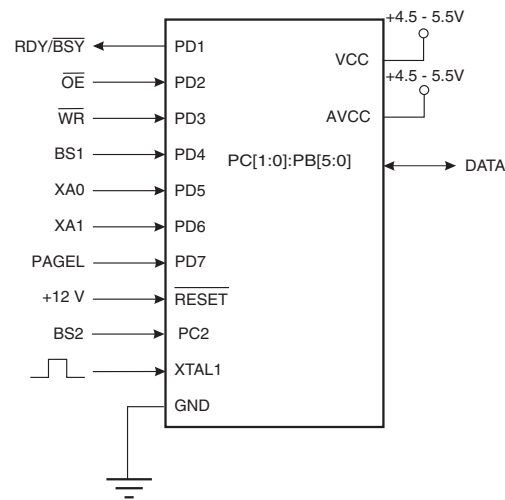 +4.5 - 5.5V
RDY/BSY PD1
VCC
OE PD2
+4.5 - 5.5V
WR PD3
AVCC
BS1 PD4
PC[1:0]:PB[5:0] DATA
XA0 PD5
XA1 PD6
PAGEL PD7
+12 V RESET
BS2 PC2
XTAL1
GND